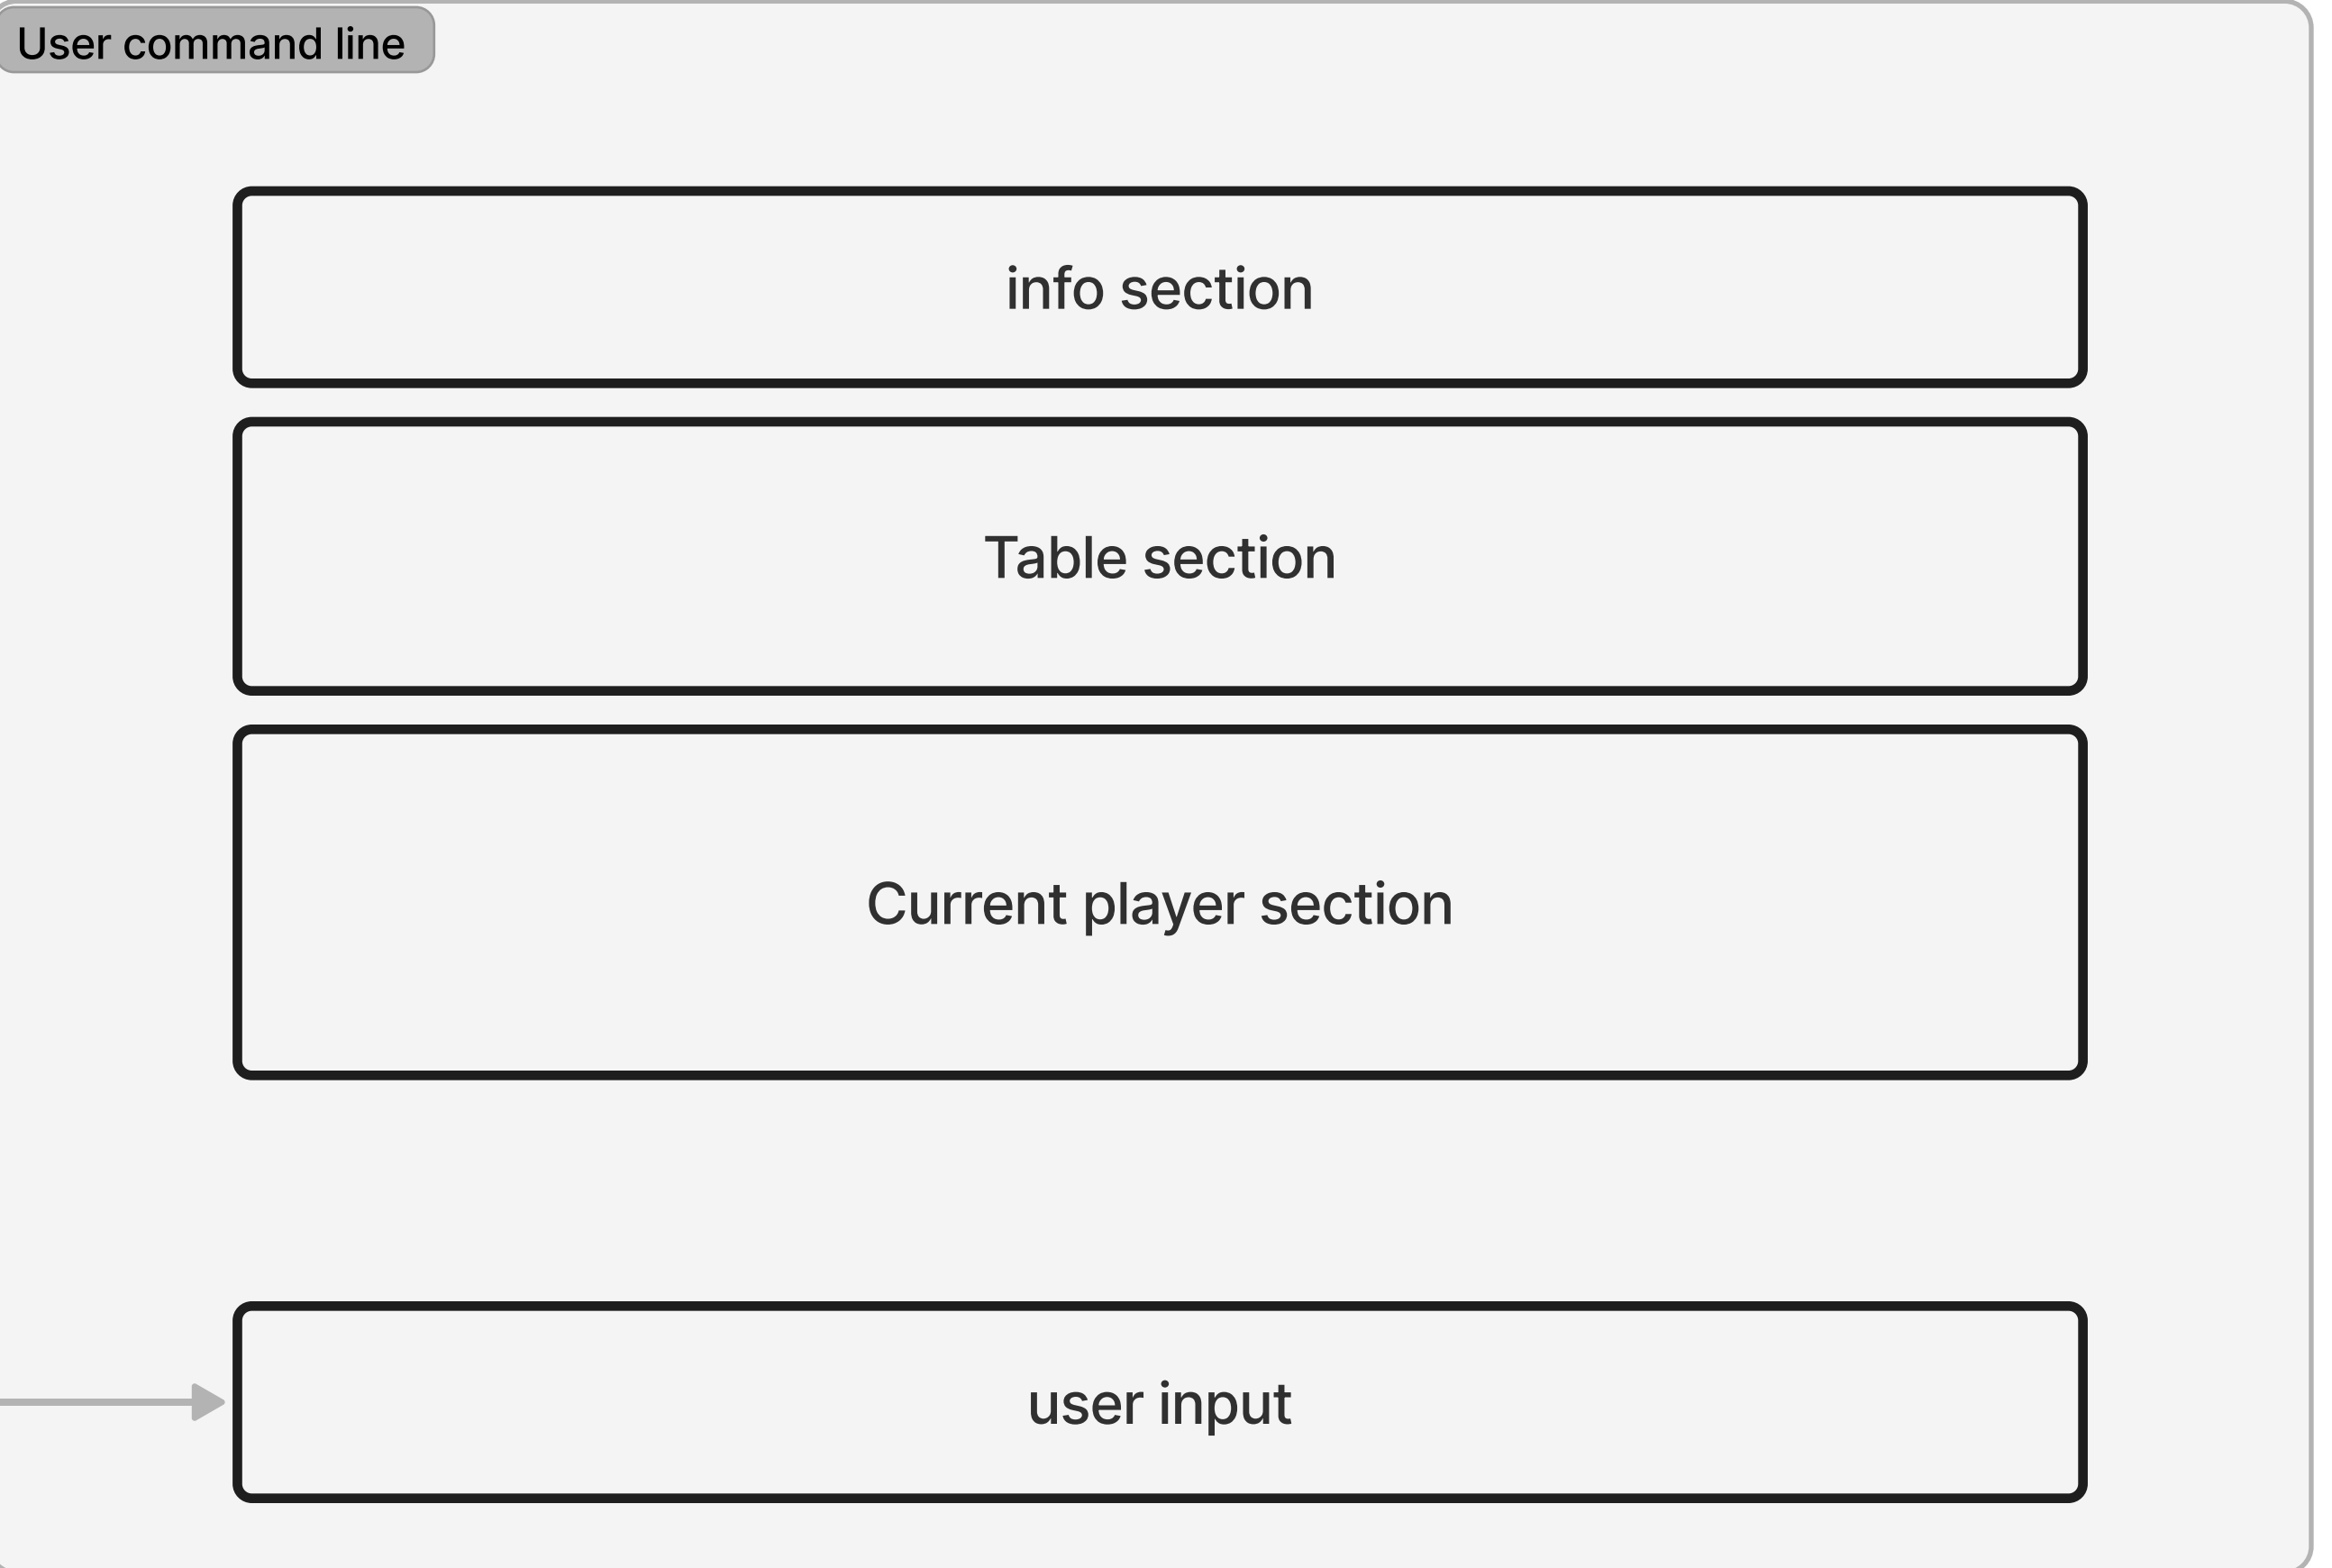 User command line
info section
Table section
Current player section
user input